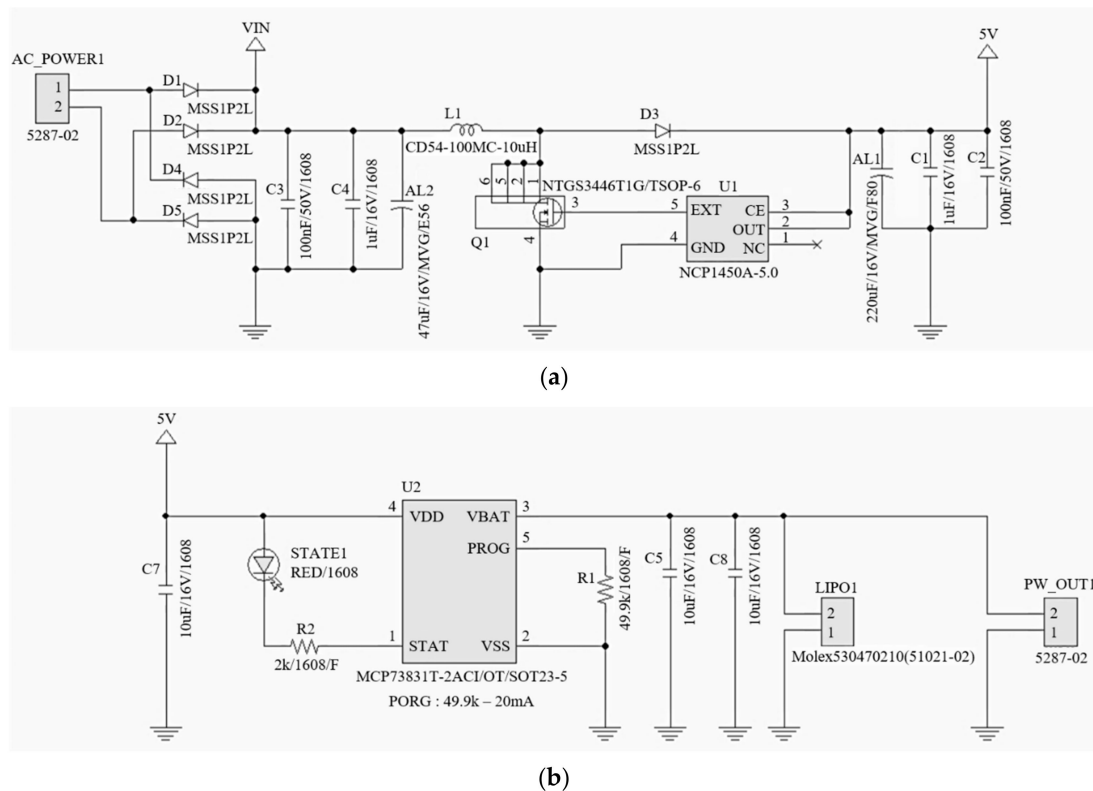 VIN
5V
AC_POWER1
1
2
5287-02
D1
MSS1P2L
D2
MSS1P2L
D4
MSS1P2L
D5
MSS1P2L
C3
100nF/50V/1608
C4
1uF/16V/1608
AL2
47uF/16V/MVG/E56
L1
CD54-100MC-10uH
D3
MSS1P2L
6
5
2
1
NTGS3446T1G/TSOP-6
3
4
Q1
U1
5
EXT
CE
3
OUT
2
4
GND
NC
1
NCP1450A-5.0
AL1
220uF/16V/MVG/F80
C1
1uF/16V/1608
C2
100nF/50V/1608
(a)
5V
C7
10uF/16V/1608
STATE1
RED/1608
R2
2k/1608/F
U2
4
VDD
VBAT
3
PROG
5
1
STAT
VSS
2
MCP73831T-2ACI/OT/SOT23-5
PORG : 49.9k – 20mA
R1
49.9k/1608/F
C5
10uF/16V/1608
C8
10uF/16V/1608
LIPO1
2
1
Molex530470210(51021-02)
PW_OUT1
2
1
5287-02
(b)